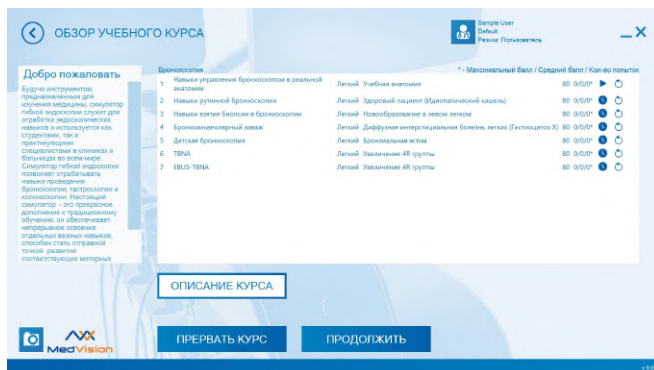 ОБЗОР УЧЕБНОГО КУРСА
Sample User
Default
Режим: Пользователь
Добро пожаловать
Будучи инструментом,
предназначенным для
изучения медицины, симулятор
гибкой эндоскопии служит для
отработки эндоскопических
навыков и используется как
студентами, так и
практикующими
специалистами в клиниках и
больницах во всем мире.
Симулятор гибкой эндоскопии
позволяет отрабатывать
навыки проведения
бронхоскопии, гастроскопии и
колоноскопии. Настоящий
симулятор - это прекрасное
дополнение к традиционному
обучению: он обеспечивает
непрерывное освоение
отдельных важных навыков,
способен стать отправной
точкой развития
соответствующих моторных
Бронхоскопия * - Максимальный балл / Средний балл / Кол-во попыток
1 Навыки управления бронхоскопом в реальной анатомии Легкий Учебная анатомия 80 0/0/0*
2 Навыки рутинной бронхоскопии Легкий Здоровый пациент (Идиопатический кашель) 80 0/0/0*
3 Навыки взятия биопсии в бронхоскопии Легкий Новообразование в левом легком 80 0/0/0*
4 Бронхоальвеолярный лаваж Легкий Диффузная интерстициальная болезнь легких (Гистиоцитоз X) 80 0/0/0*
5 Детская бронхоскопия Легкий Бронхиальная астма 80 0/0/0*
6 TBNA Легкий Увеличение 4R группы 80 0/0/0*
7 EBUS-TBNA Легкий Увеличение 4R группы 80 0/0/0*
ОПИСАНИЕ КУРСА
ПРЕРВАТЬ КУРС
ПРОДОЛЖИТЬ
MedVision